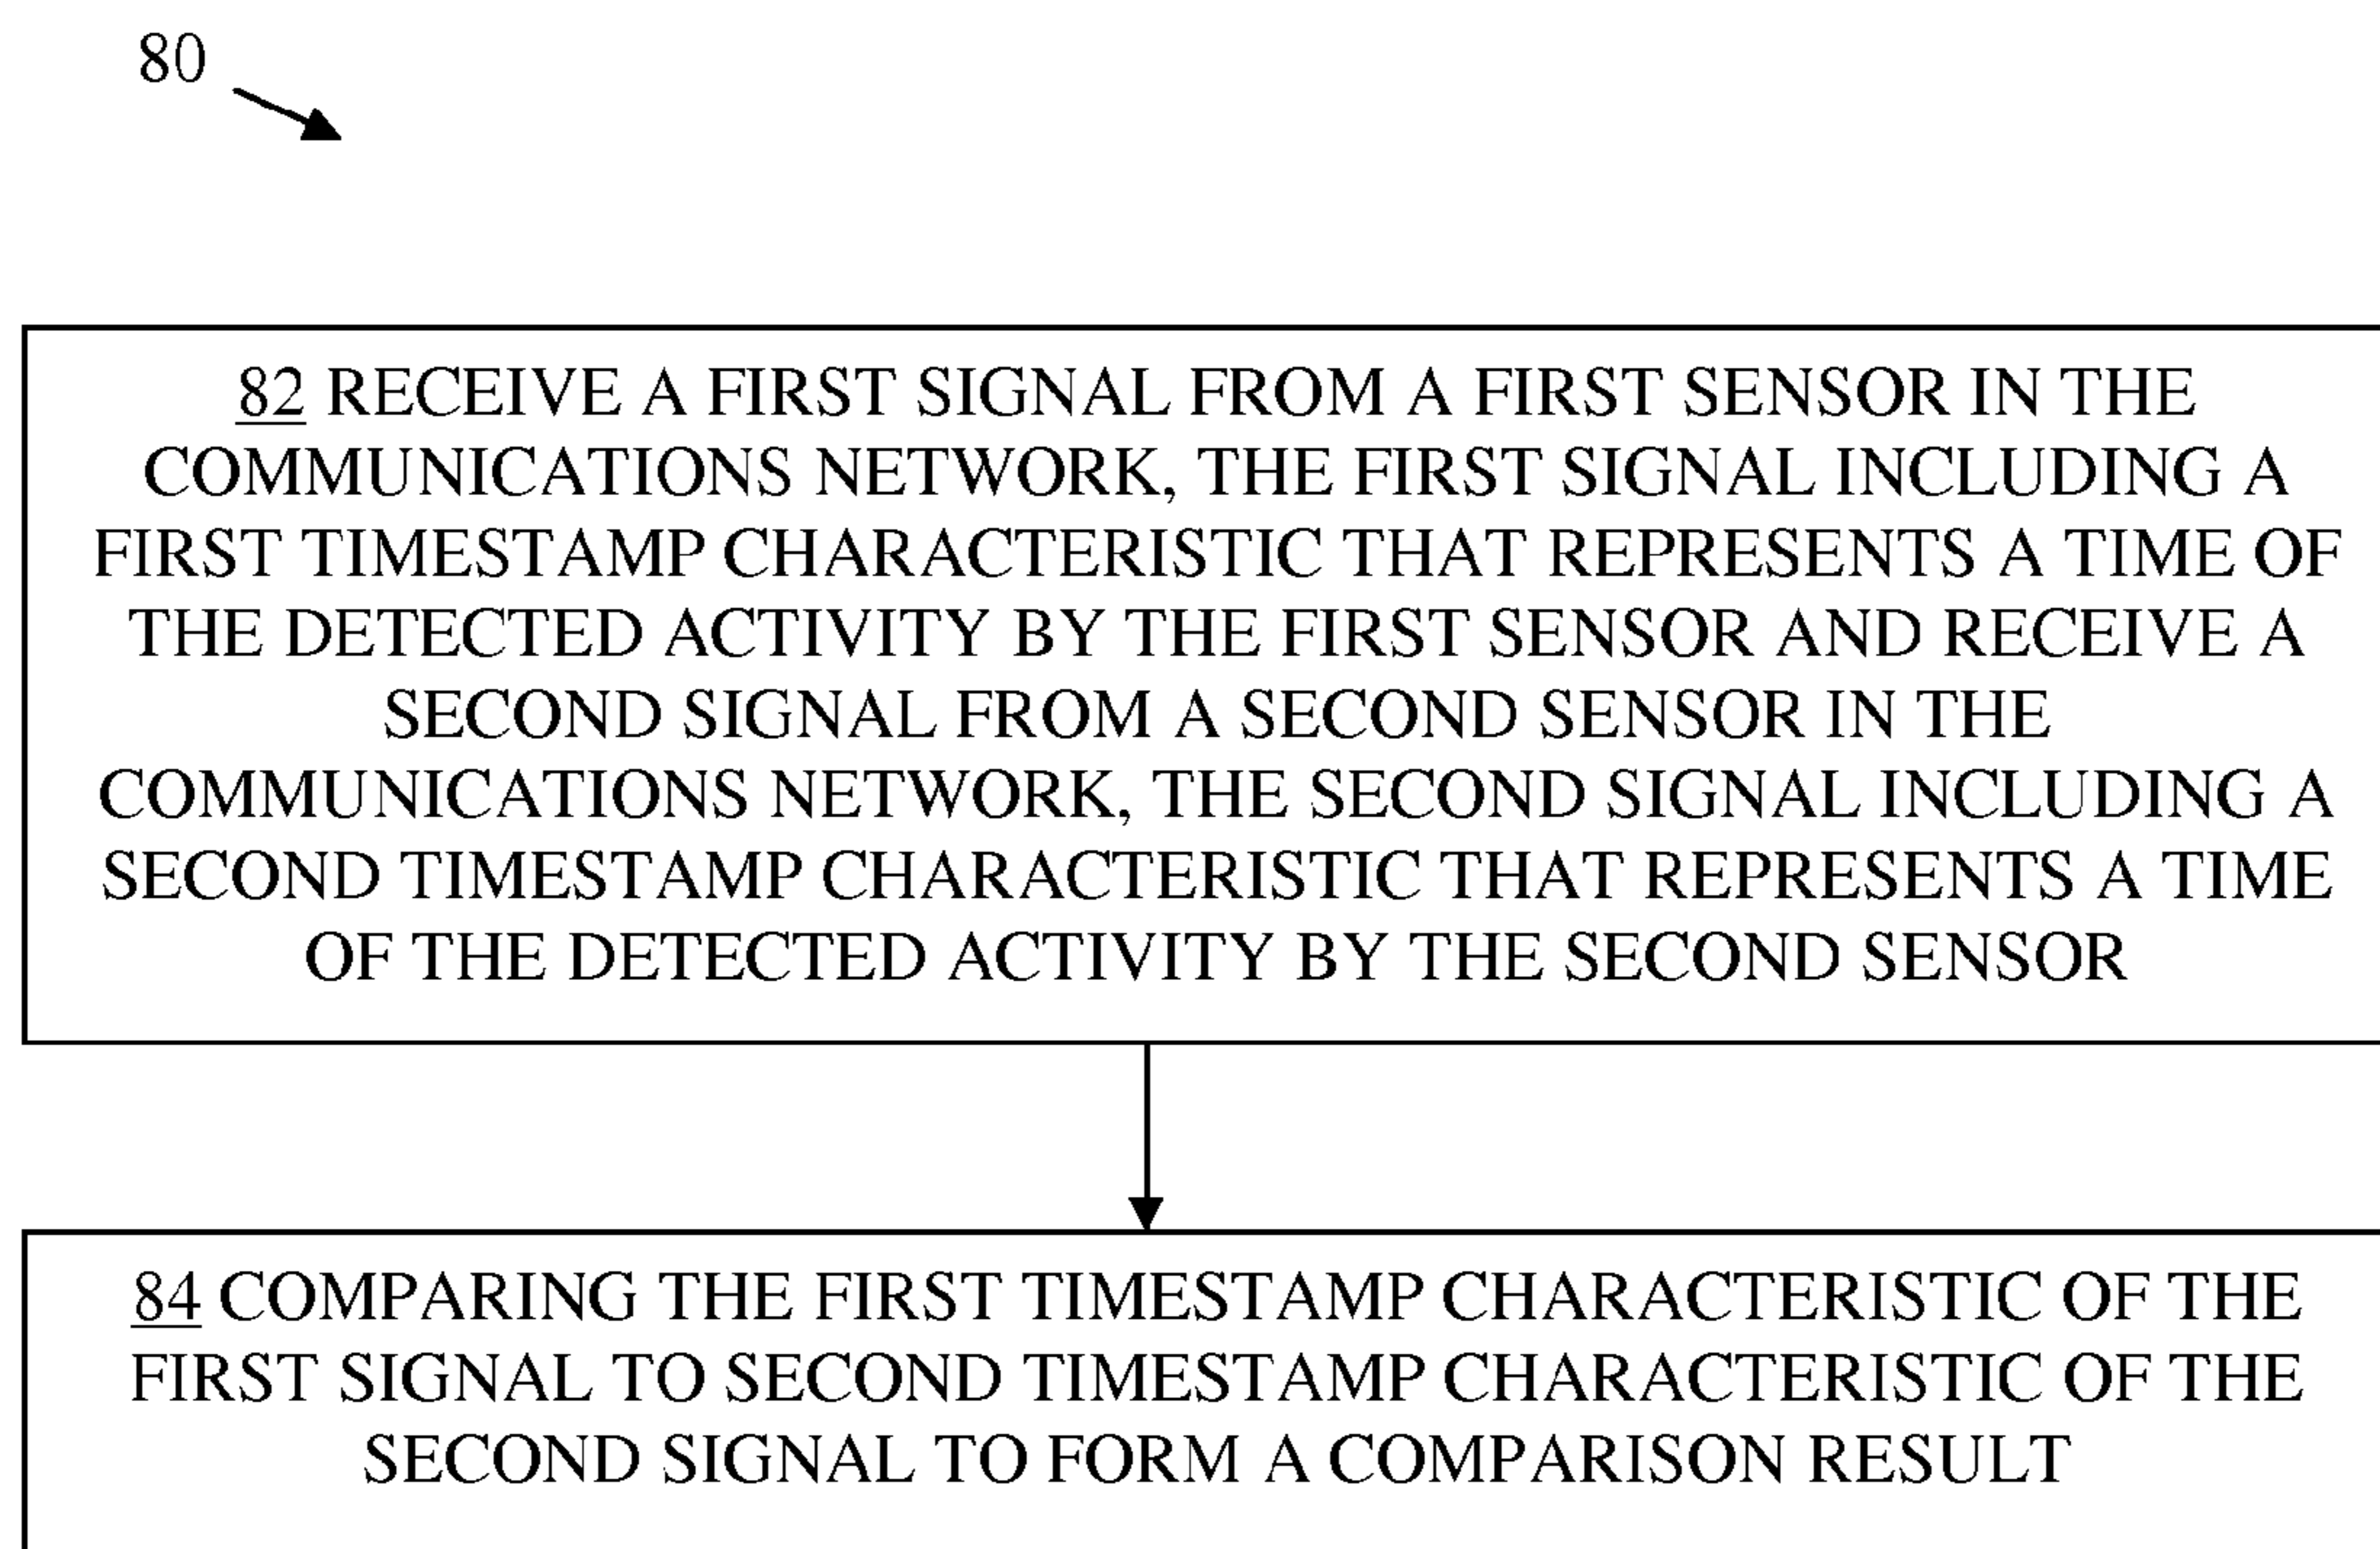 80
82 RECEIVE A FIRST SIGNAL FROM A FIRST SENSOR IN THE
COMMUNICATIONS NETWORK, THE FIRST SIGNAL INCLUDING A
FIRST TIMESTAMP CHARACTERISTIC THAT REPRESENTS A TIME OF
THE DETECTED ACTIVITY BY THE FIRST SENSOR AND RECEIVE A
SECOND SIGNAL FROM A SECOND SENSOR IN THE
COMMUNICATIONS NETWORK, THE SECOND SIGNAL INCLUDING A
SECOND TIMESTAMP CHARACTERISTIC THAT REPRESENTS A TIME
OF THE DETECTED ACTIVITY BY THE SECOND SENSOR
84 COMPARING THE FIRST TIMESTAMP CHARACTERISTIC OF THE
FIRST SIGNAL TO SECOND TIMESTAMP CHARACTERISTIC OF THE
SECOND SIGNAL TO FORM A COMPARISON RESULT